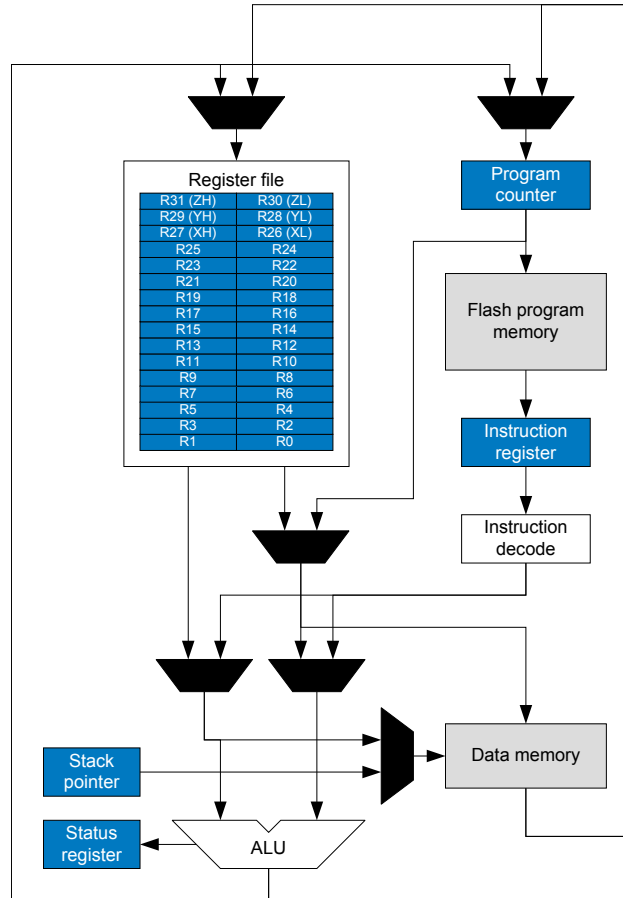 Register file
R31 (ZH) R30 (ZL)
R29 (YH) R28 (YL)
R27 (XH) R26 (XL)
R25 R24
R23 R22
R21 R20
R19 R18
R17 R16
R15 R14
R13 R12
R11 R10
R9 R8
R7 R6
R5 R4
R3 R2
R1 R0
Program
counter
Flash program
memory
Instruction
register
Instruction
decode
Stack
pointer
Data memory
Status
register
ALU